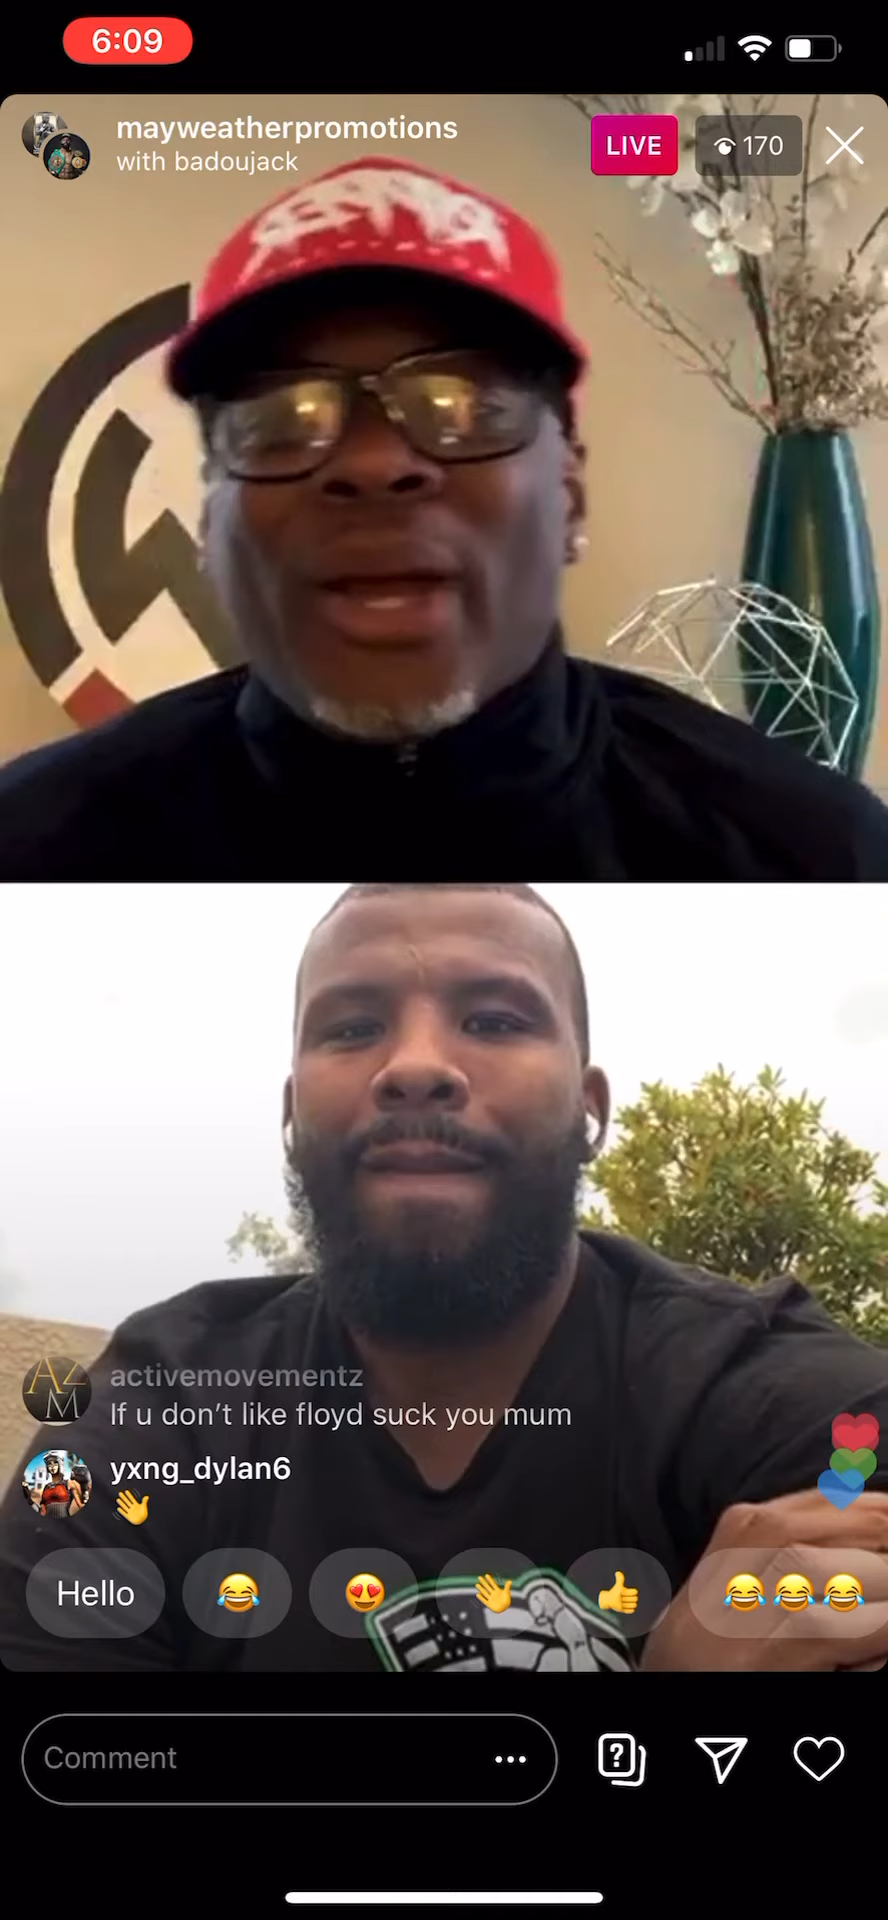 6:09
mayweatherpromotions
with badoujack
LIVE
170
activemovementz
If u don't like floyd suck you mum
yxng_dylan6
👋
Hello
😂
😍
👋
👍
😂😂😂
Comment